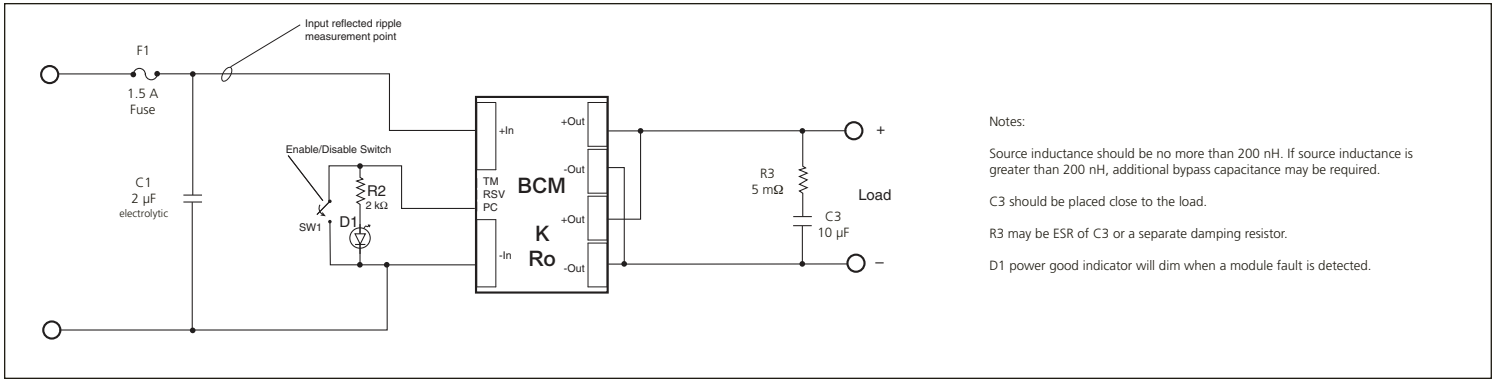 Input reflected ripple
measurement point
F1
1.5 A
Fuse
C1
2 µF
electrolytic
Enable/Disable Switch
SW1
R2
2 kΩ
D1
+In
TM
RSV
PC
-In
BCM
K
Ro
+Out
-Out
+Out
-Out
R3
5 mΩ
C3
10 µF
+
Load
–
Notes:
Source inductance should be no more than 200 nH. If source inductance is
greater than 200 nH, additional bypass capacitance may be required.
C3 should be placed close to the load.
R3 may be ESR of C3 or a separate damping resistor.
D1 power good indicator will dim when a module fault is detected.